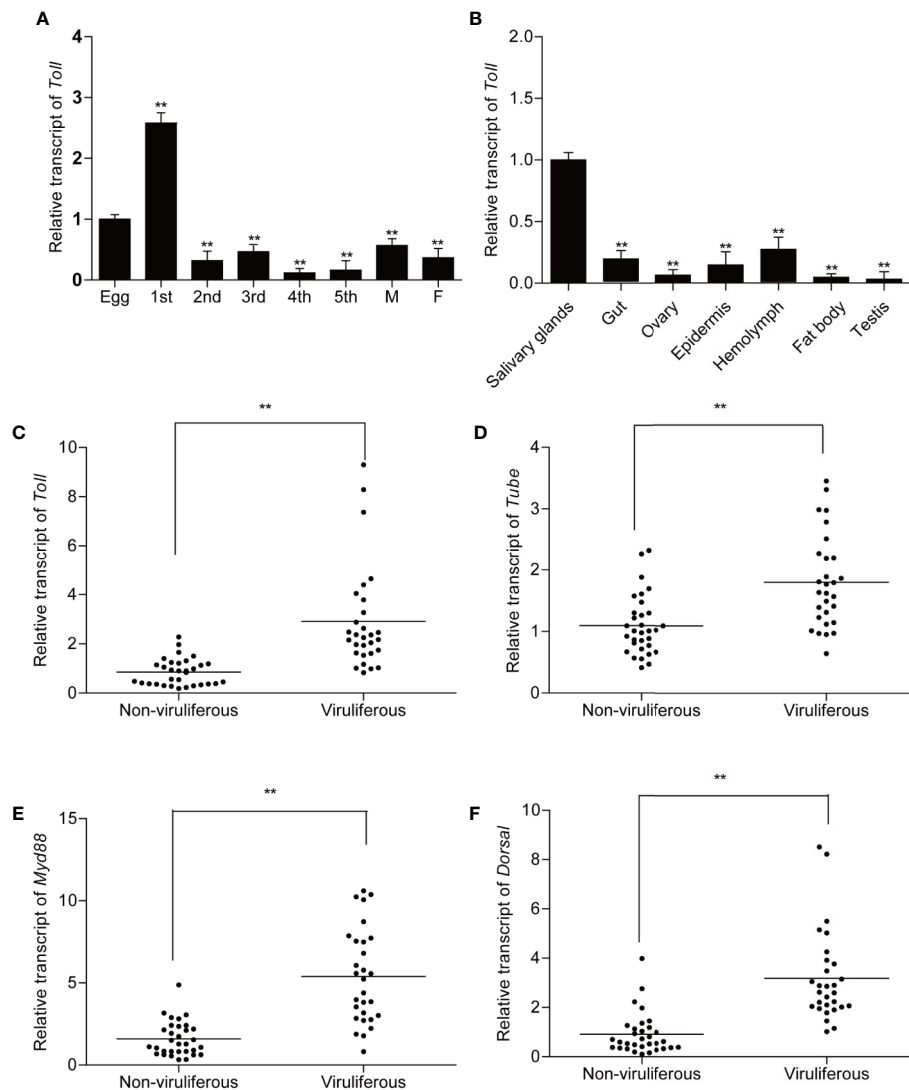 A
Relative transcript of Toll
4
3
2
1
0
**
**
**
**
**
**
**
Egg
1st
2nd
3rd
4th
5th
M
F
B
Relative transcript of Toll
2.0
1.5
1.0
0.5
0.0
**
**
**
**
**
**
Salivary glands
Gut
Ovary
Epidermis
Hemolymph
Fat body
Testis
C
**
Relative transcript of Toll
10
8
6
4
2
0
Non-viruliferous
Viruliferous
D
**
Relative transcript of Tube
4
3
2
1
0
Non-viruliferous
Viruliferous
E
**
Relative transcript of Myd88
15
10
5
0
Non-viruliferous
Viruliferous
F
**
Relative transcript of Dorsal
10
8
6
4
2
0
Non-viruliferous
Viruliferous